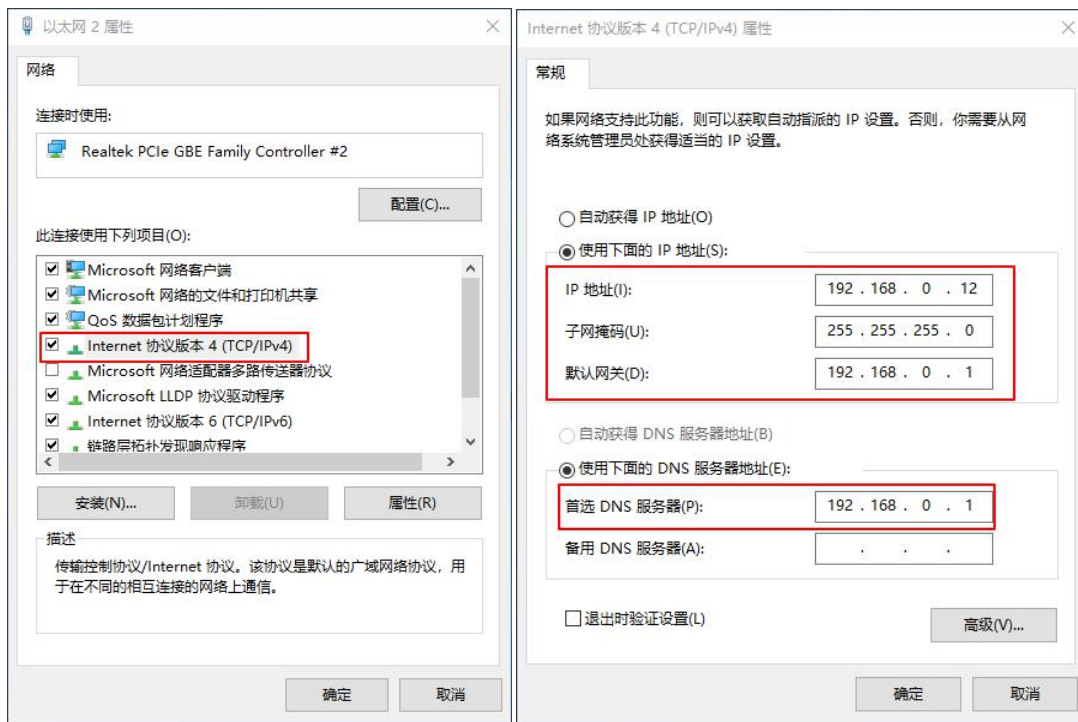 以太网 2 属性
网络
连接时使用:
Realtek PCIe GBE Family Controller #2
配置(C)...
此连接使用下列项目(O):
Microsoft 网络客户端
Microsoft 网络的文件和打印机共享
QoS 数据包计划程序
Internet 协议版本 4 (TCP/IPv4)
Microsoft 网络适配器多路传送器协议
Microsoft LLDP 协议驱动程序
Internet 协议版本 6 (TCP/IPv6)
链路层拓扑发现响应程序
安装(N)...
卸载(U)
属性(R)
描述
传输控制协议/Internet 协议。该协议是默认的广域网络协议，用
于在不同的相互连接的网络上通信。
确定
取消
Internet 协议版本 4 (TCP/IPv4) 属性
常规
如果网络支持此功能，则可以获取自动指派的 IP 设置。否则，你需要从网
络系统管理员处获得适当的 IP 设置。
自动获得 IP 地址(O)
使用下面的 IP 地址(S):
IP 地址(I):
192 . 168 . 0 . 12
子网掩码(U):
255 . 255 . 255 . 0
默认网关(D):
192 . 168 . 0 . 1
自动获得 DNS 服务器地址(B)
使用下面的 DNS 服务器地址(E):
首选 DNS 服务器(P):
192 . 168 . 0 . 1
备用 DNS 服务器(A):
. . .
退出时验证设置(L)
高级(V)...
确定
取消